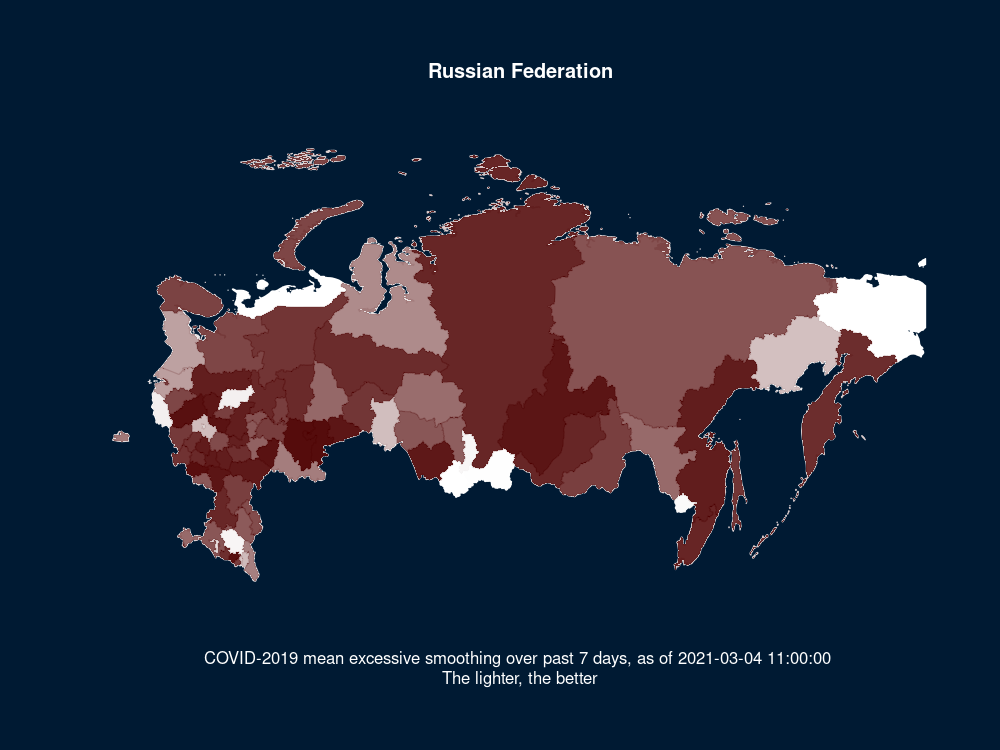 Russian Federation
COVID-2019 mean excessive smoothing over past 7 days, as of 2021-03-04 11:00:00
The lighter, the better